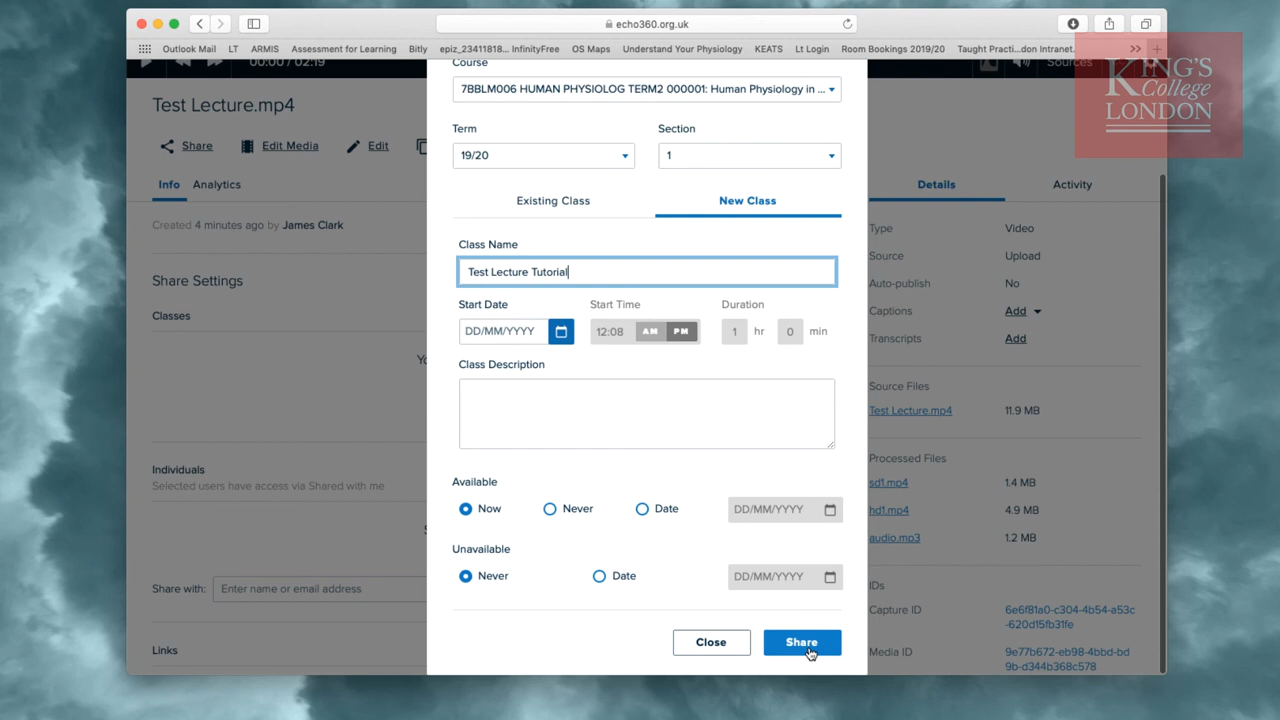 echo360.org.uk
Outlook Mail LT ARMIS Assessment for Learning Bitly epiz_23411818... InfinityFree OS Maps Understand Your Physiology KEATS Lt Login Room Bookings 2019/20 Taught Practi...don Intranet.
00:00 / 02:19
Sources
KING'S
College
LONDON
Test Lecture.mp4
Share Edit Media Edit
Info Analytics
Created 4 minutes ago by James Clark
Share Settings
Classes
Individuals
Selected users have access via Shared with me
Share with: Enter name or email address
Links
Course
7BBLM006 HUMAN PHYSIOLOG TERM2 000001: Human Physiology in ...
Term Section
19/20 1
Existing Class New Class
Class Name
Test Lecture Tutorial
Start Date Start Time Duration
DD/MM/YYYY 12:08 AM PM 1 hr 0 min
Class Description
Available
Now Never Date DD/MM/YYYY
Unavailable
Never Date DD/MM/YYYY
Close Share
Details Activity
Type Video
Source Upload
Auto-publish No
Captions Add
Transcripts Add
Source Files
Test Lecture.mp4 11.9 MB
Processed Files
sd1.mp4 1.4 MB
hd1.mp4 4.9 MB
audio.mp3 1.2 MB
IDs
Capture ID 6e6f81a0-c304-4b54-a53c
-620d15fb31fe
Media ID 9e77b672-eb98-4bbd-bd
9b-d344b368c578